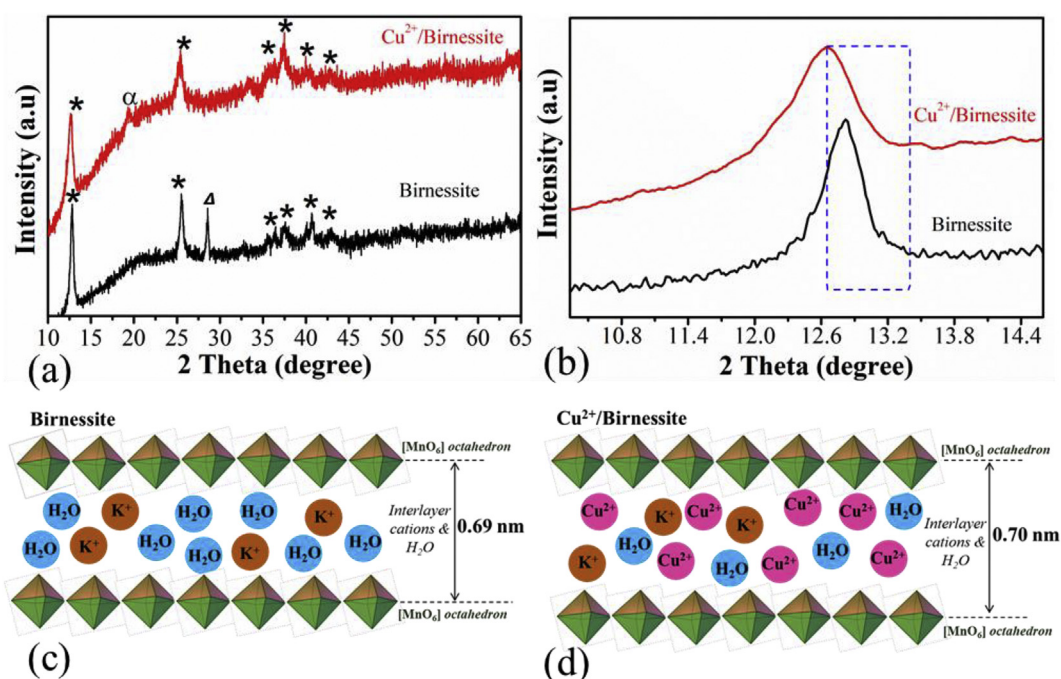 Intensity (a.u)
*
*
*
*
*
*
α
Cu²⁺/Birnessite
*
*
Δ
*
*
*
*
Birnessite
10 15 20 25 30 35 40 45 50 55 60 65
2 Theta (degree)
(a)
Intensity (a.u)
Cu²⁺/Birnessite
Birnessite
10.8 11.4 12.0 12.6 13.2 13.8 14.4
2 Theta (degree)
(b)
Birnessite
[MnO₆] octahedron
H₂O K⁺ H₂O H₂O K⁺
H₂O K⁺ H₂O H₂O K⁺ H₂O H₂O
Interlayer
cations &
H₂O
0.69 nm
[MnO₆] octahedron
(c)
Cu²⁺/Birnessite
[MnO₆] octahedron
Cu²⁺ K⁺ Cu²⁺ K⁺ Cu²⁺ Cu²⁺ H₂O
K⁺ H₂O Cu²⁺ H₂O Cu²⁺ H₂O Cu²⁺
Interlayer
cations &
H₂O
0.70 nm
[MnO₆] octahedron
(d)